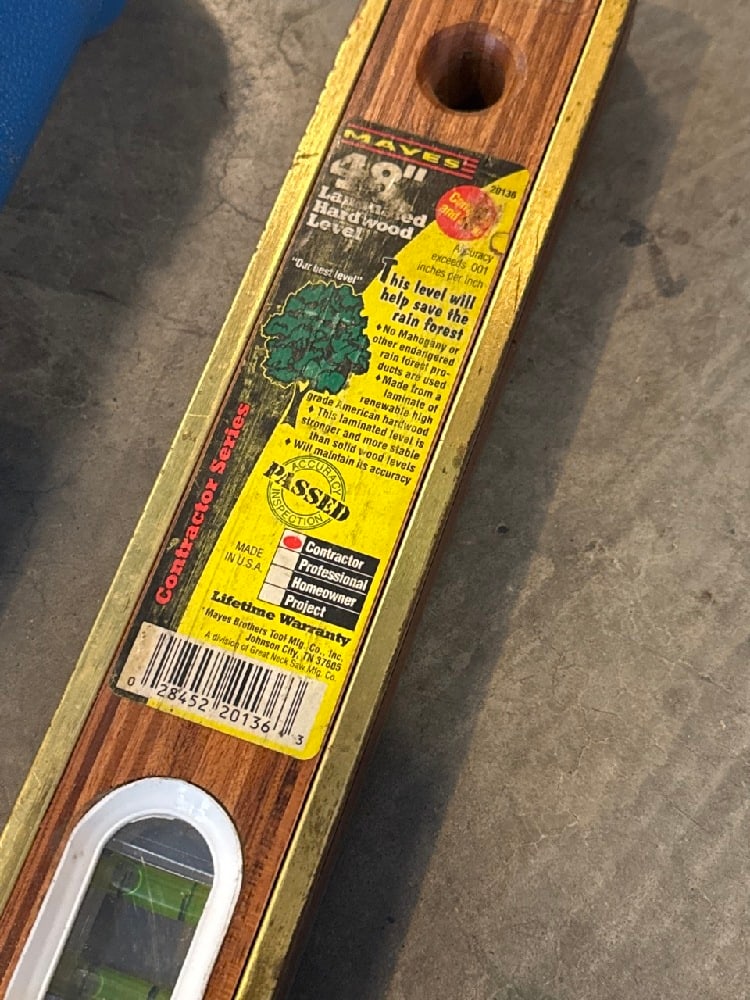 MAYES
48"
Laminated
Hardwood
Level
20136
Accuracy
exceeds .001
inches per inch
"Our best level"
This level will
help save the
rain forest
♦ No Mahogany or
other endangered
rain forest pro-
ducts are used
♦ Made from a
laminate of
renewable high
grade American hardwood
♦ This laminated level is
stronger and more stable
than solid wood levels
♦ Will maintain its accuracy
Contractor Series
ACCURACY
PASSED
INSPECTION
MADE
IN U.S.A.
Contractor
Professional
Homeowner
Project
Lifetime Warranty
Mayes Brothers Tool Mfg. Co., Inc.
Johnson City, TN 37605
A division of Great Neck Saw Mfg. Co.
0 28452 20136 3